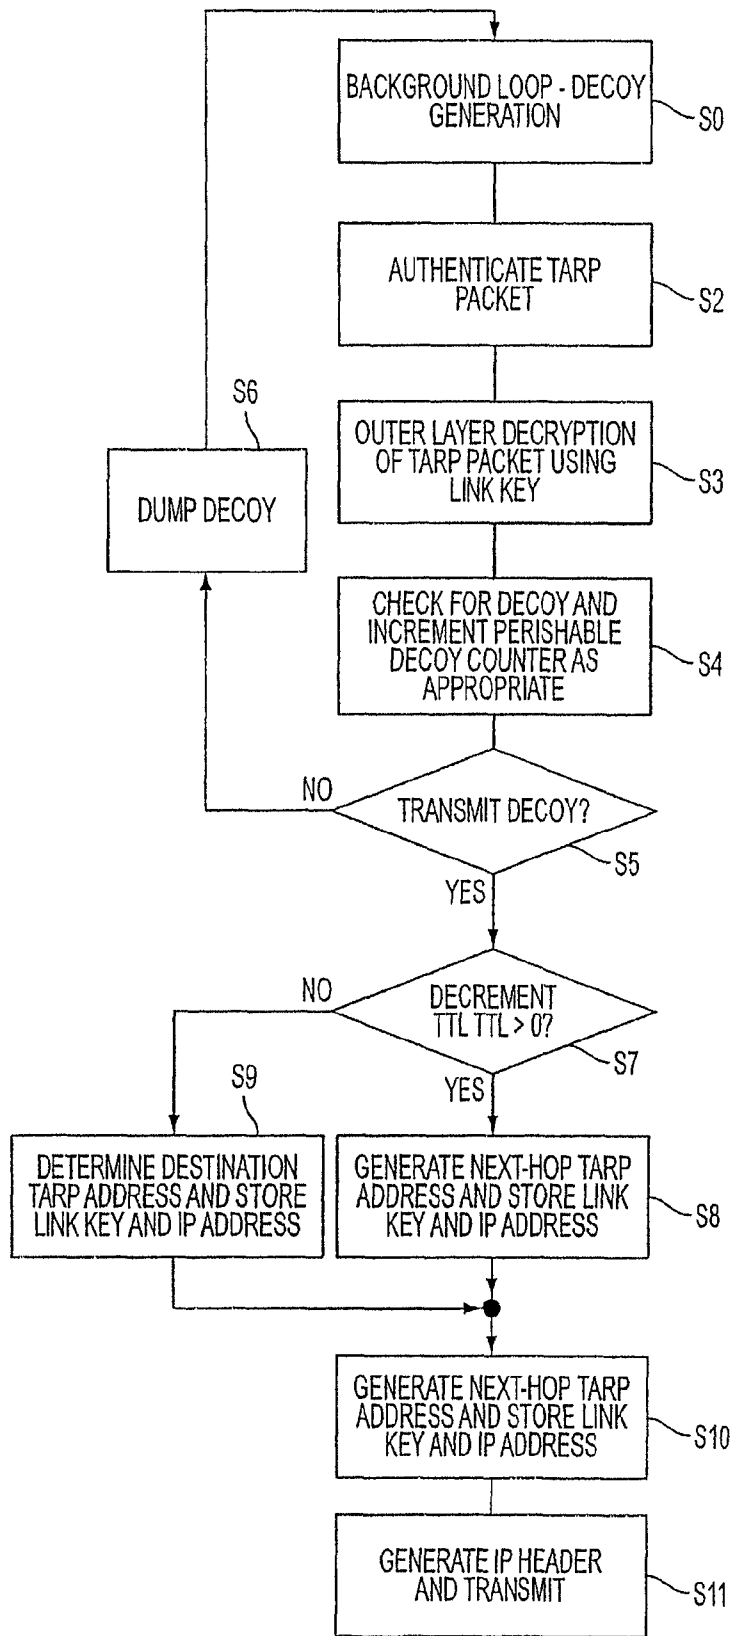 BACKGROUND LOOP - DECOY
GENERATION
S0
AUTHENTICATE TARP
PACKET
S2
OUTER LAYER DECRYPTION
OF TARP PACKET USING
LINK KEY
S3
S6
DUMP DECOY
CHECK FOR DECOY AND
INCREMENT PERISHABLE
DECOY COUNTER AS
APPROPRIATE
S4
NO
TRANSMIT DECOY?
S5
YES
NO
DECREMENT
TTL TTL > 0?
S7
YES
S9
DETERMINE DESTINATION
TARP ADDRESS AND STORE
LINK KEY AND IP ADDRESS
GENERATE NEXT-HOP TARP
ADDRESS AND STORE LINK
KEY AND IP ADDRESS
S8
GENERATE NEXT-HOP TARP
ADDRESS AND STORE LINK
KEY AND IP ADDRESS
S10
GENERATE IP HEADER
AND TRANSMIT
S11